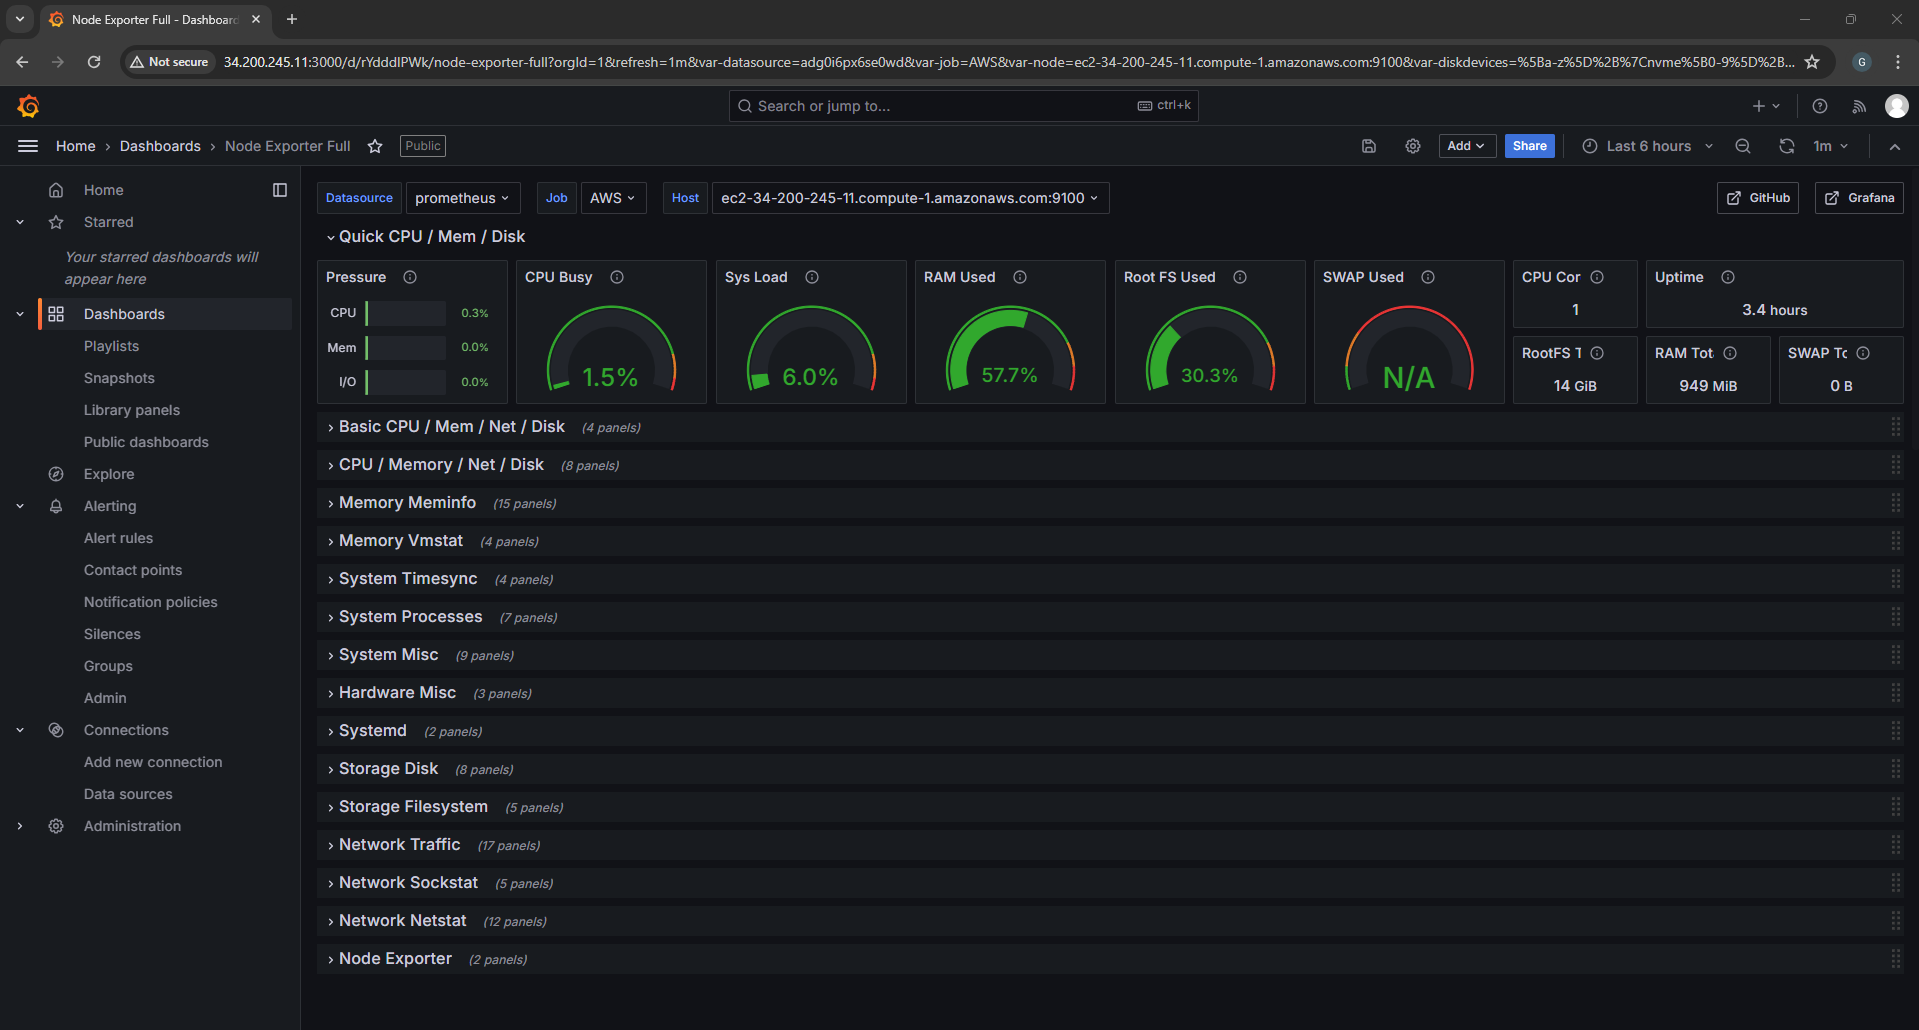 Node Exporter Full - Dashboard
Not secure
34.200.245.11:3000/d/rYdddlPWk/node-exporter-full?orgId=1&refresh=1m&var-datasource=adg0i6px6se0wd&var-job=AWS&var-node=ec2-34-200-245-11.compute-1.amazonaws.com:9100&var-diskdevices=%5Ba-z%5D%2B%7Cnvme%5B0-9%5D%2B...
G
Search or jump to...
ctrl+k
Home › Dashboards › Node Exporter Full
Public
Add
Share
Last 6 hours
1m
Home
Starred
Your starred dashboards will
appear here
Dashboards
Playlists
Snapshots
Library panels
Public dashboards
Explore
Alerting
Alert rules
Contact points
Notification policies
Silences
Groups
Admin
Connections
Add new connection
Data sources
Administration
Datasource
prometheus
Job
AWS
Host
ec2-34-200-245-11.compute-1.amazonaws.com:9100
GitHub
Grafana
Quick CPU / Mem / Disk
Pressure
CPU 0.3%
Mem 0.0%
I/O 0.0%
CPU Busy
1.5%
Sys Load
6.0%
RAM Used
57.7%
Root FS Used
30.3%
SWAP Used
N/A
CPU Cor
1
Uptime
3.4 hours
RootFS T
14 GiB
RAM Tot
949 MiB
SWAP Tc
0 B
Basic CPU / Mem / Net / Disk (4 panels)
CPU / Memory / Net / Disk (8 panels)
Memory Meminfo (15 panels)
Memory Vmstat (4 panels)
System Timesync (4 panels)
System Processes (7 panels)
System Misc (9 panels)
Hardware Misc (3 panels)
Systemd (2 panels)
Storage Disk (8 panels)
Storage Filesystem (5 panels)
Network Traffic (17 panels)
Network Sockstat (5 panels)
Network Netstat (12 panels)
Node Exporter (2 panels)